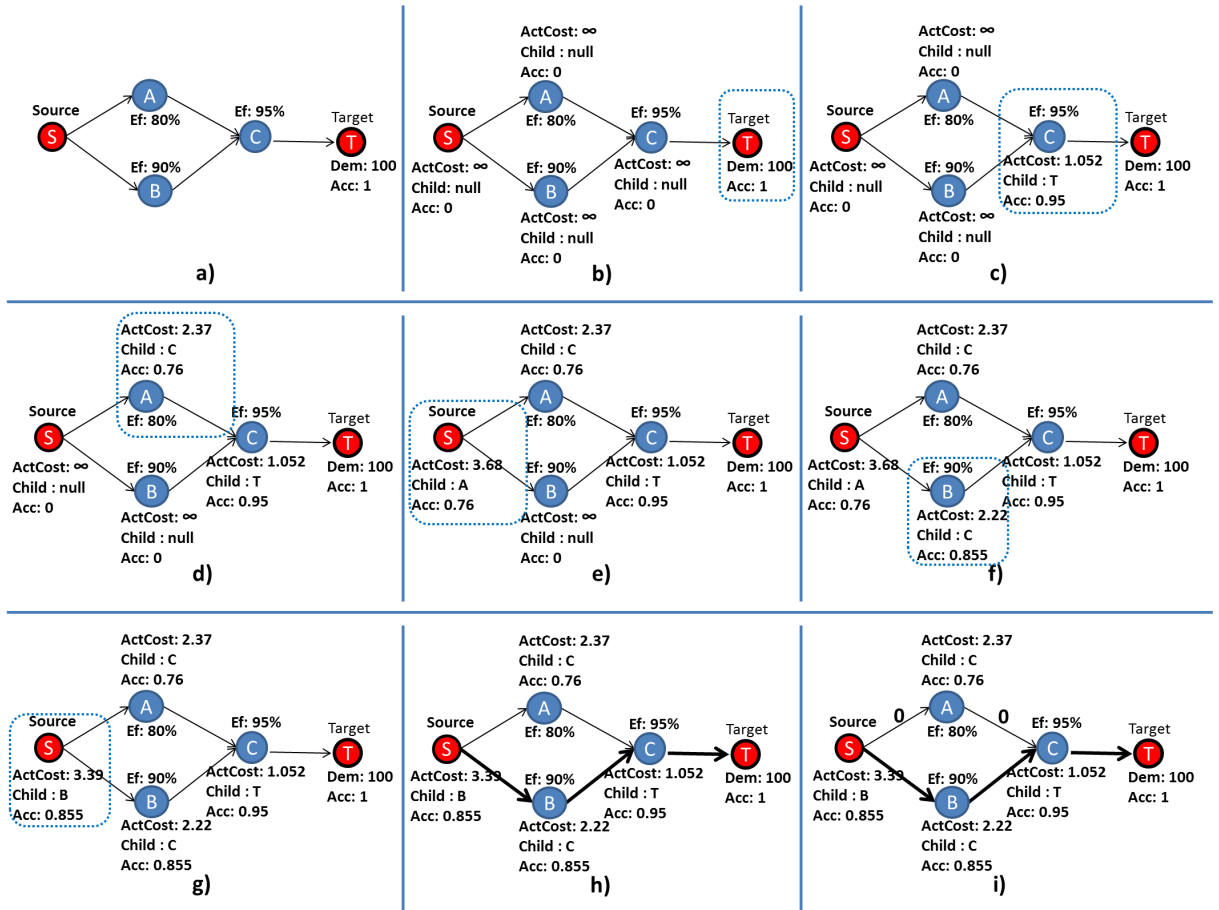 Source
S
A
Ef: 80%
Ef: 90%
B
Ef: 95%
C
Target
T
Dem: 100
Acc: 1
a)
ActCost: ∞
Child : null
Acc: 0
A
Ef: 80%
Source
S
ActCost: ∞
Child: null
Acc: 0
Ef: 90%
B
ActCost: ∞
Child : null
Acc: 0
Ef: 95%
C
ActCost: ∞
Child : null
Acc: 0
Target
T
Dem: 100
Acc: 1
b)
ActCost: ∞
Child : null
Acc: 0
A
Ef: 80%
Source
S
ActCost: ∞
Child : null
Acc: 0
Ef: 90%
B
ActCost: ∞
Child : null
Acc: 0
Ef: 95%
C
ActCost: 1.052
Child : T
Acc: 0.95
Target
T
Dem: 100
Acc: 1
c)
ActCost: 2.37
Child : C
Acc: 0.76
A
Ef: 80%
Source
S
ActCost: ∞
Child : null
Acc: 0
Ef: 90%
B
ActCost: ∞
Child : null
Acc: 0
Ef: 95%
C
ActCost: 1.052
Child : T
Acc: 0.95
Target
T
Dem: 100
Acc: 1
d)
ActCost: 2.37
Child : C
Acc: 0.76
A
Ef: 80%
Source
S
ActCost: 3.68
Child : A
Acc: 0.76
Ef: 90%
B
ActCost: ∞
Child : null
Acc: 0
Ef: 95%
C
ActCost: 1.052
Child : T
Acc: 0.95
Target
T
Dem: 100
Acc: 1
e)
ActCost: 2.37
Child : C
Acc: 0.76
A
Ef: 80%
Source
S
ActCost: 3.68
Child : A
Acc: 0.76
Ef: 90%
B
ActCost: 2.22
Child : C
Acc: 0.855
Ef: 95%
C
ActCost: 1.052
Child : T
Acc: 0.95
Target
T
Dem: 100
Acc: 1
f)
ActCost: 2.37
Child : C
Acc: 0.76
A
Ef: 80%
Source
S
ActCost: 3.39
Child : B
Acc: 0.855
Ef: 90%
B
ActCost: 2.22
Child : C
Acc: 0.855
Ef: 95%
C
ActCost: 1.052
Child : T
Acc: 0.95
Target
T
Dem: 100
Acc: 1
g)
ActCost: 2.37
Child : C
Acc: 0.76
A
Ef: 80%
Source
S
ActCost: 3.39
Child : B
Acc: 0.855
Ef: 90%
B
ActCost: 2.22
Child : C
Acc: 0.855
Ef: 95%
C
ActCost: 1.052
Child : T
Acc: 0.95
Target
T
Dem: 100
Acc: 1
h)
ActCost: 2.37
Child : C
Acc: 0.76
0
A
0
Ef: 80%
Source
S
ActCost: 3.39
Child : B
Acc: 0.855
Ef: 90%
B
ActCost: 2.22
Child : C
Acc: 0.855
Ef: 95%
C
ActCost: 1.052
Child : T
Acc: 0.95
Target
T
Dem: 100
Acc: 1
i)